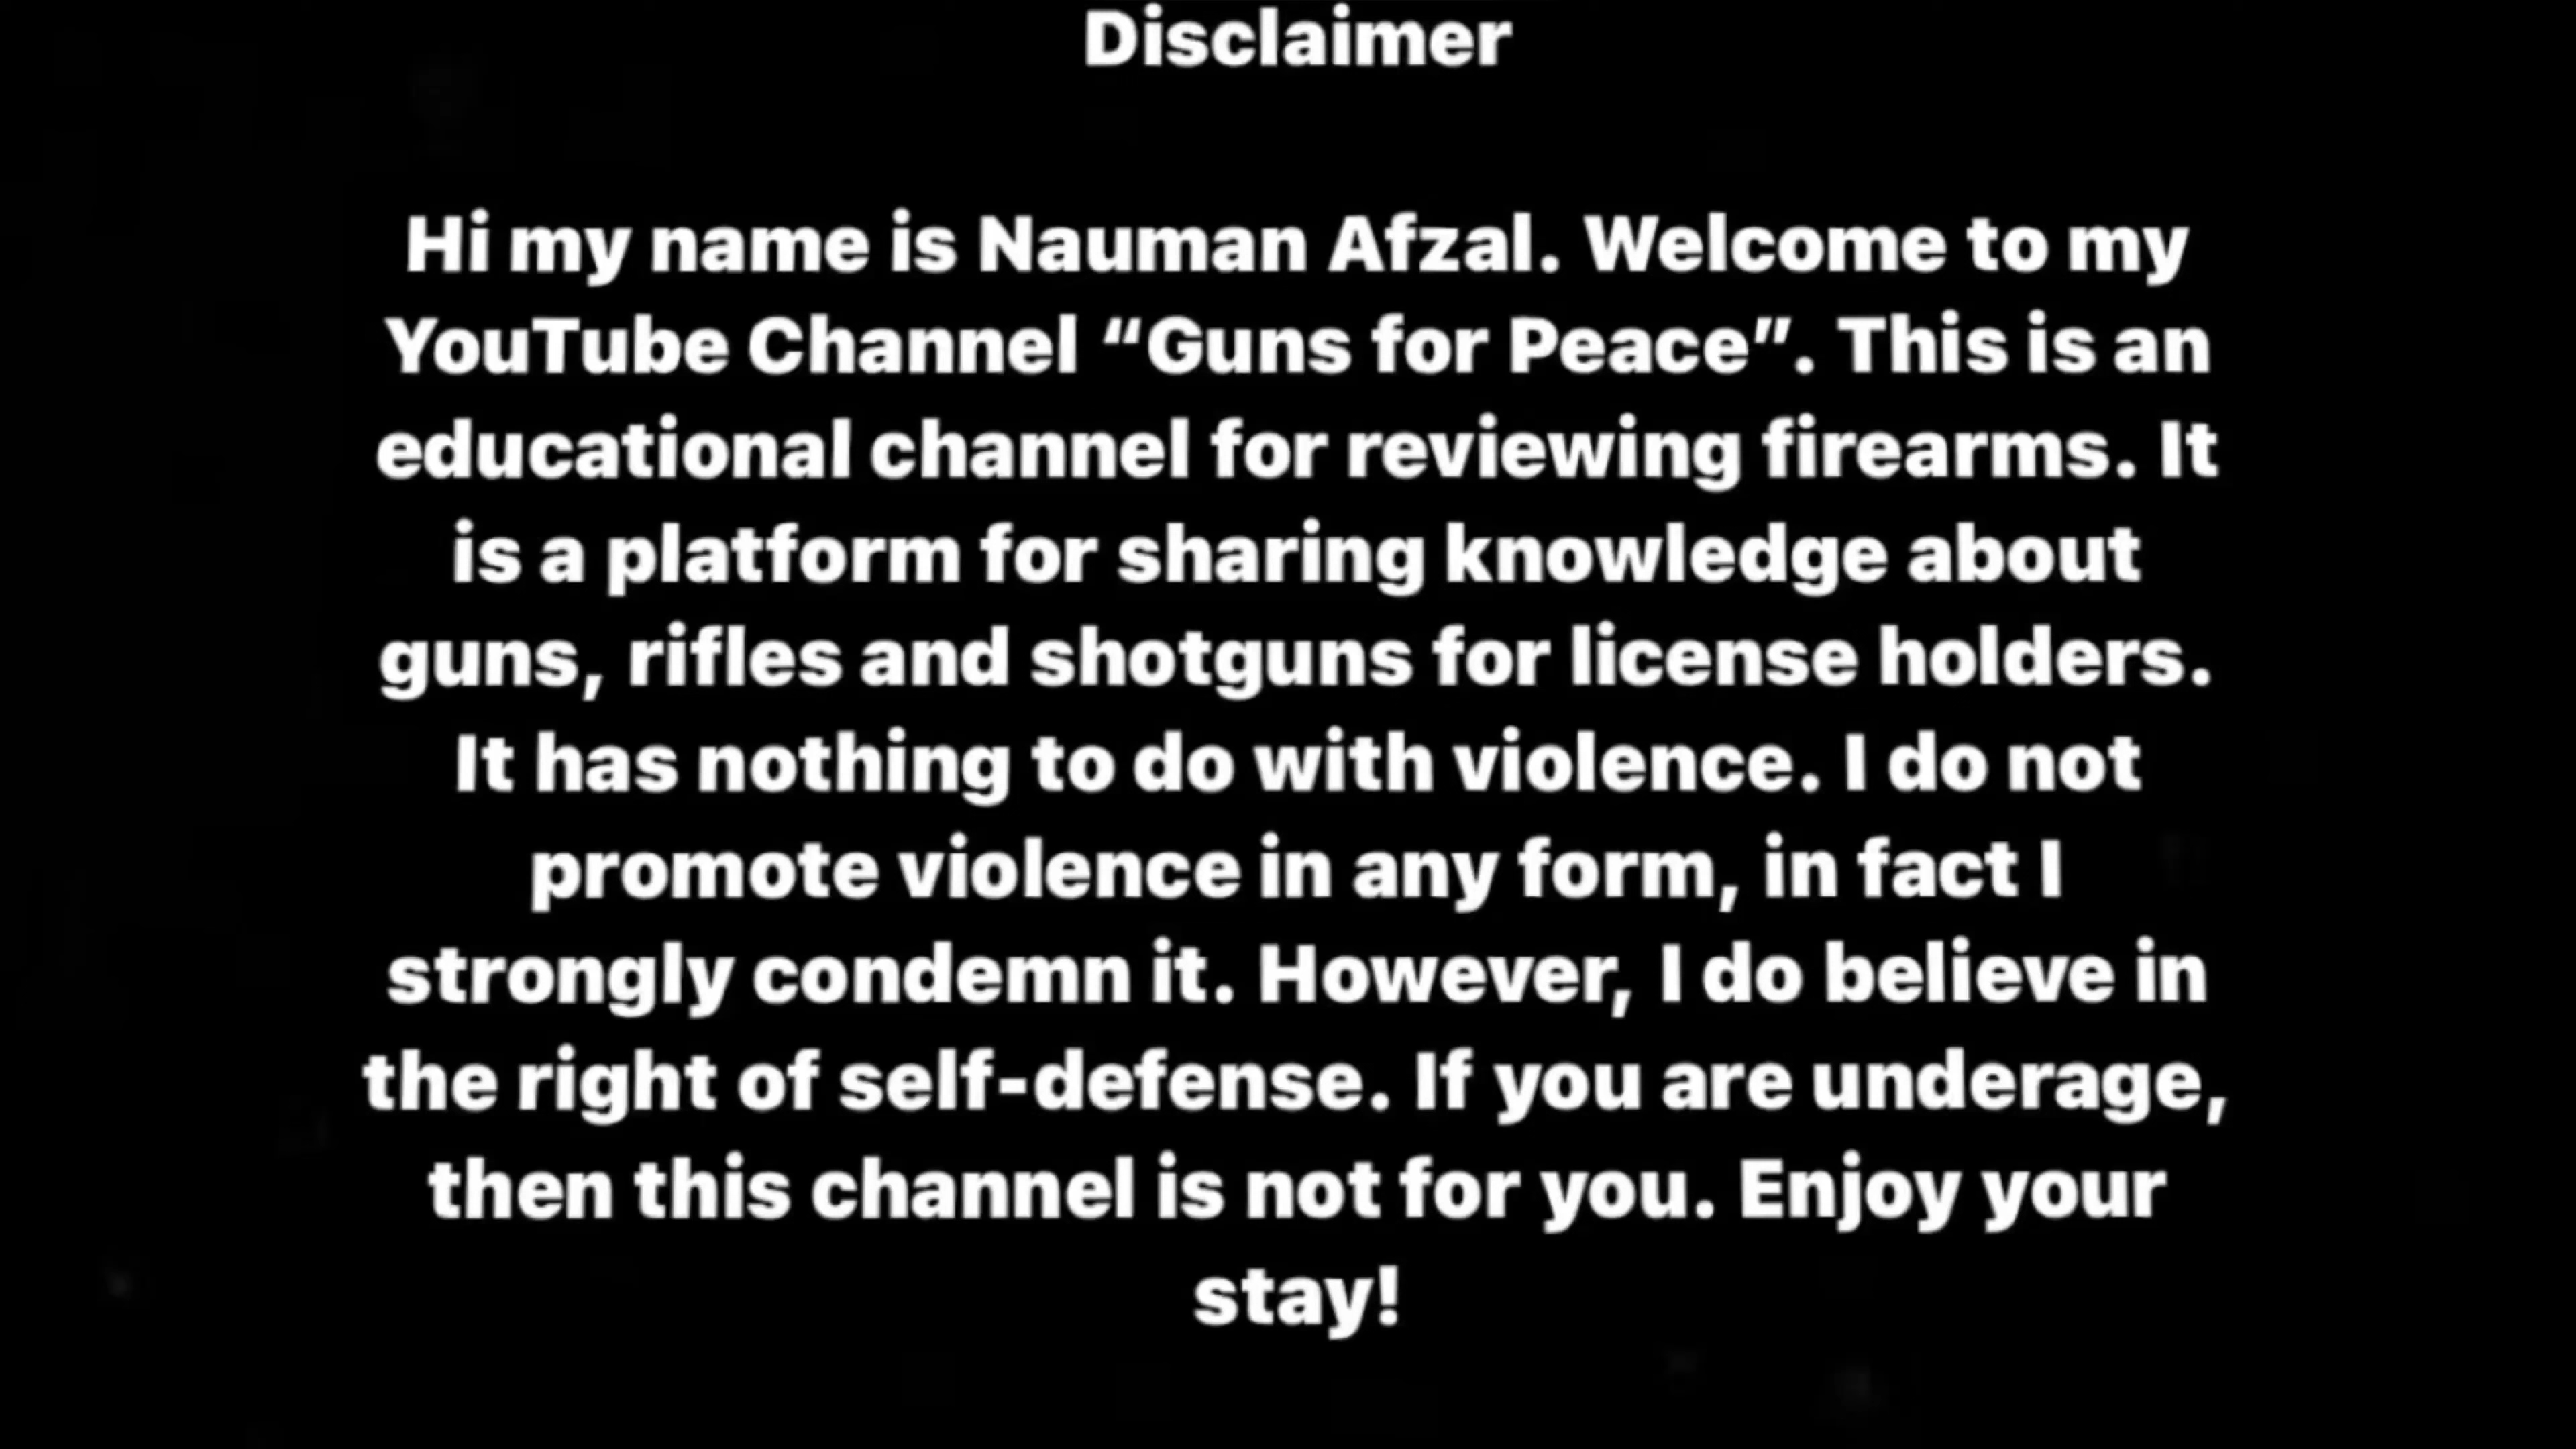 Disclaimer
Hi my name is Nauman Afzal. Welcome to my
YouTube Channel “Guns for Peace”. This is an
educational channel for reviewing firearms. It
is a platform for sharing knowledge about
guns, rifles and shotguns for license holders.
It has nothing to do with violence. I do not
promote violence in any form, in fact I
strongly condemn it. However, I do believe in
the right of self-defense. If you are underage,
then this channel is not for you. Enjoy your
stay!